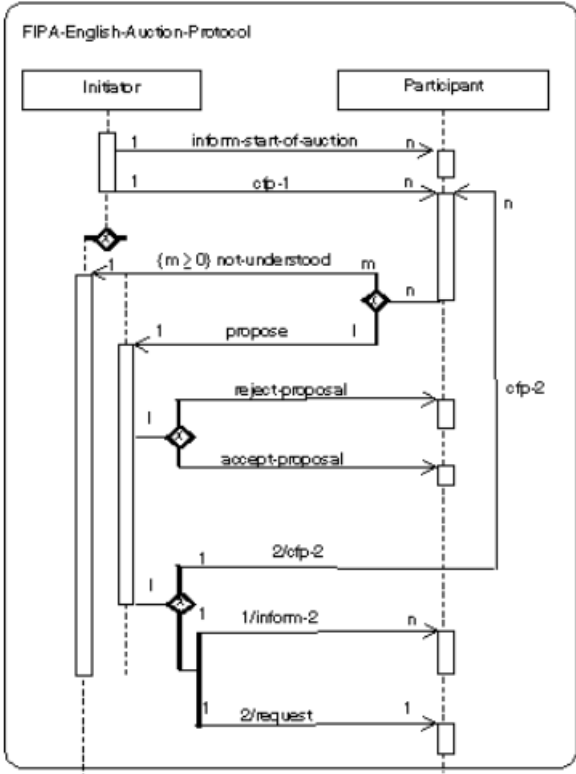 FIPA-English-Auction-Protocol
Initiator
Participant
1 inform-start-of-auction n
1 cfp-1 n
n
x
1 {m ≥ 0} not-understood m
n
x
1 propose l
reject-proposal
cfp-2
l
x
accept-proposal
1 2/cfp-2
l
x
1 1/inform-2 n
1 2/request 1